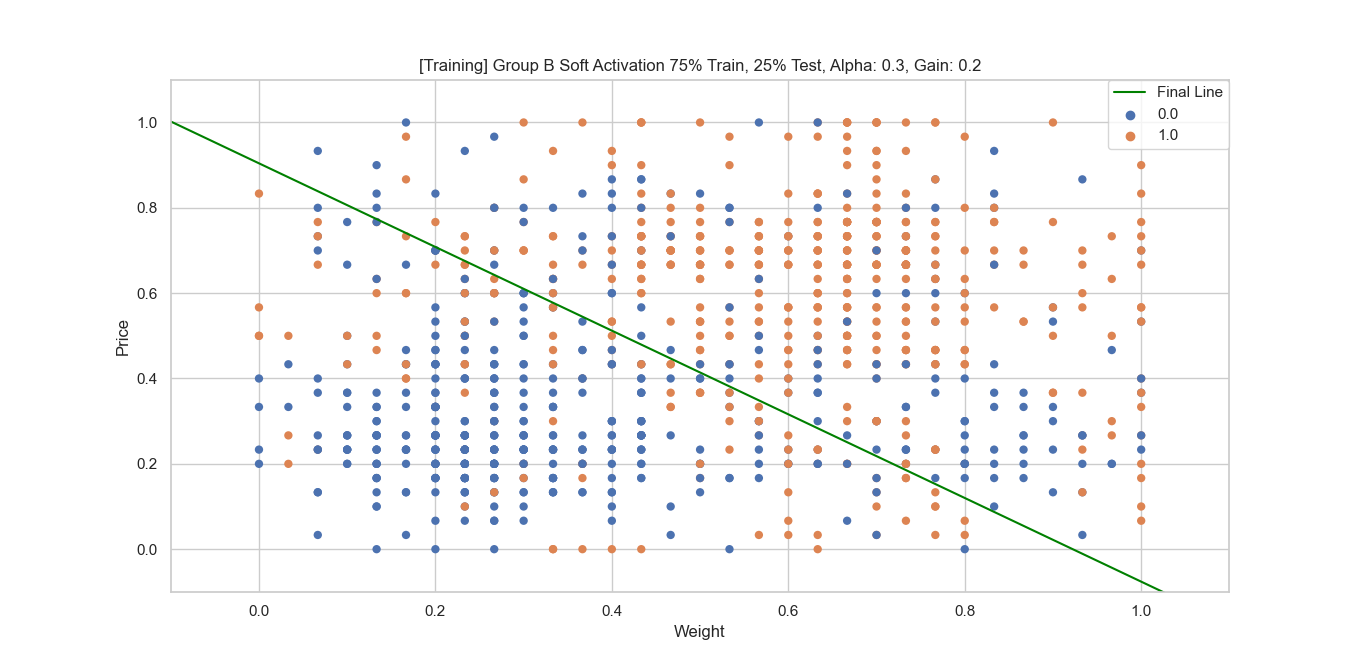 [Training] Group B Soft Activation 75% Train, 25% Test, Alpha: 0.3, Gain: 0.2
Final Line
0.0
1.0
1.0
0.8
0.6
0.4
0.2
0.0
Price
0.0 0.2 0.4 0.6 0.8 1.0
Weight